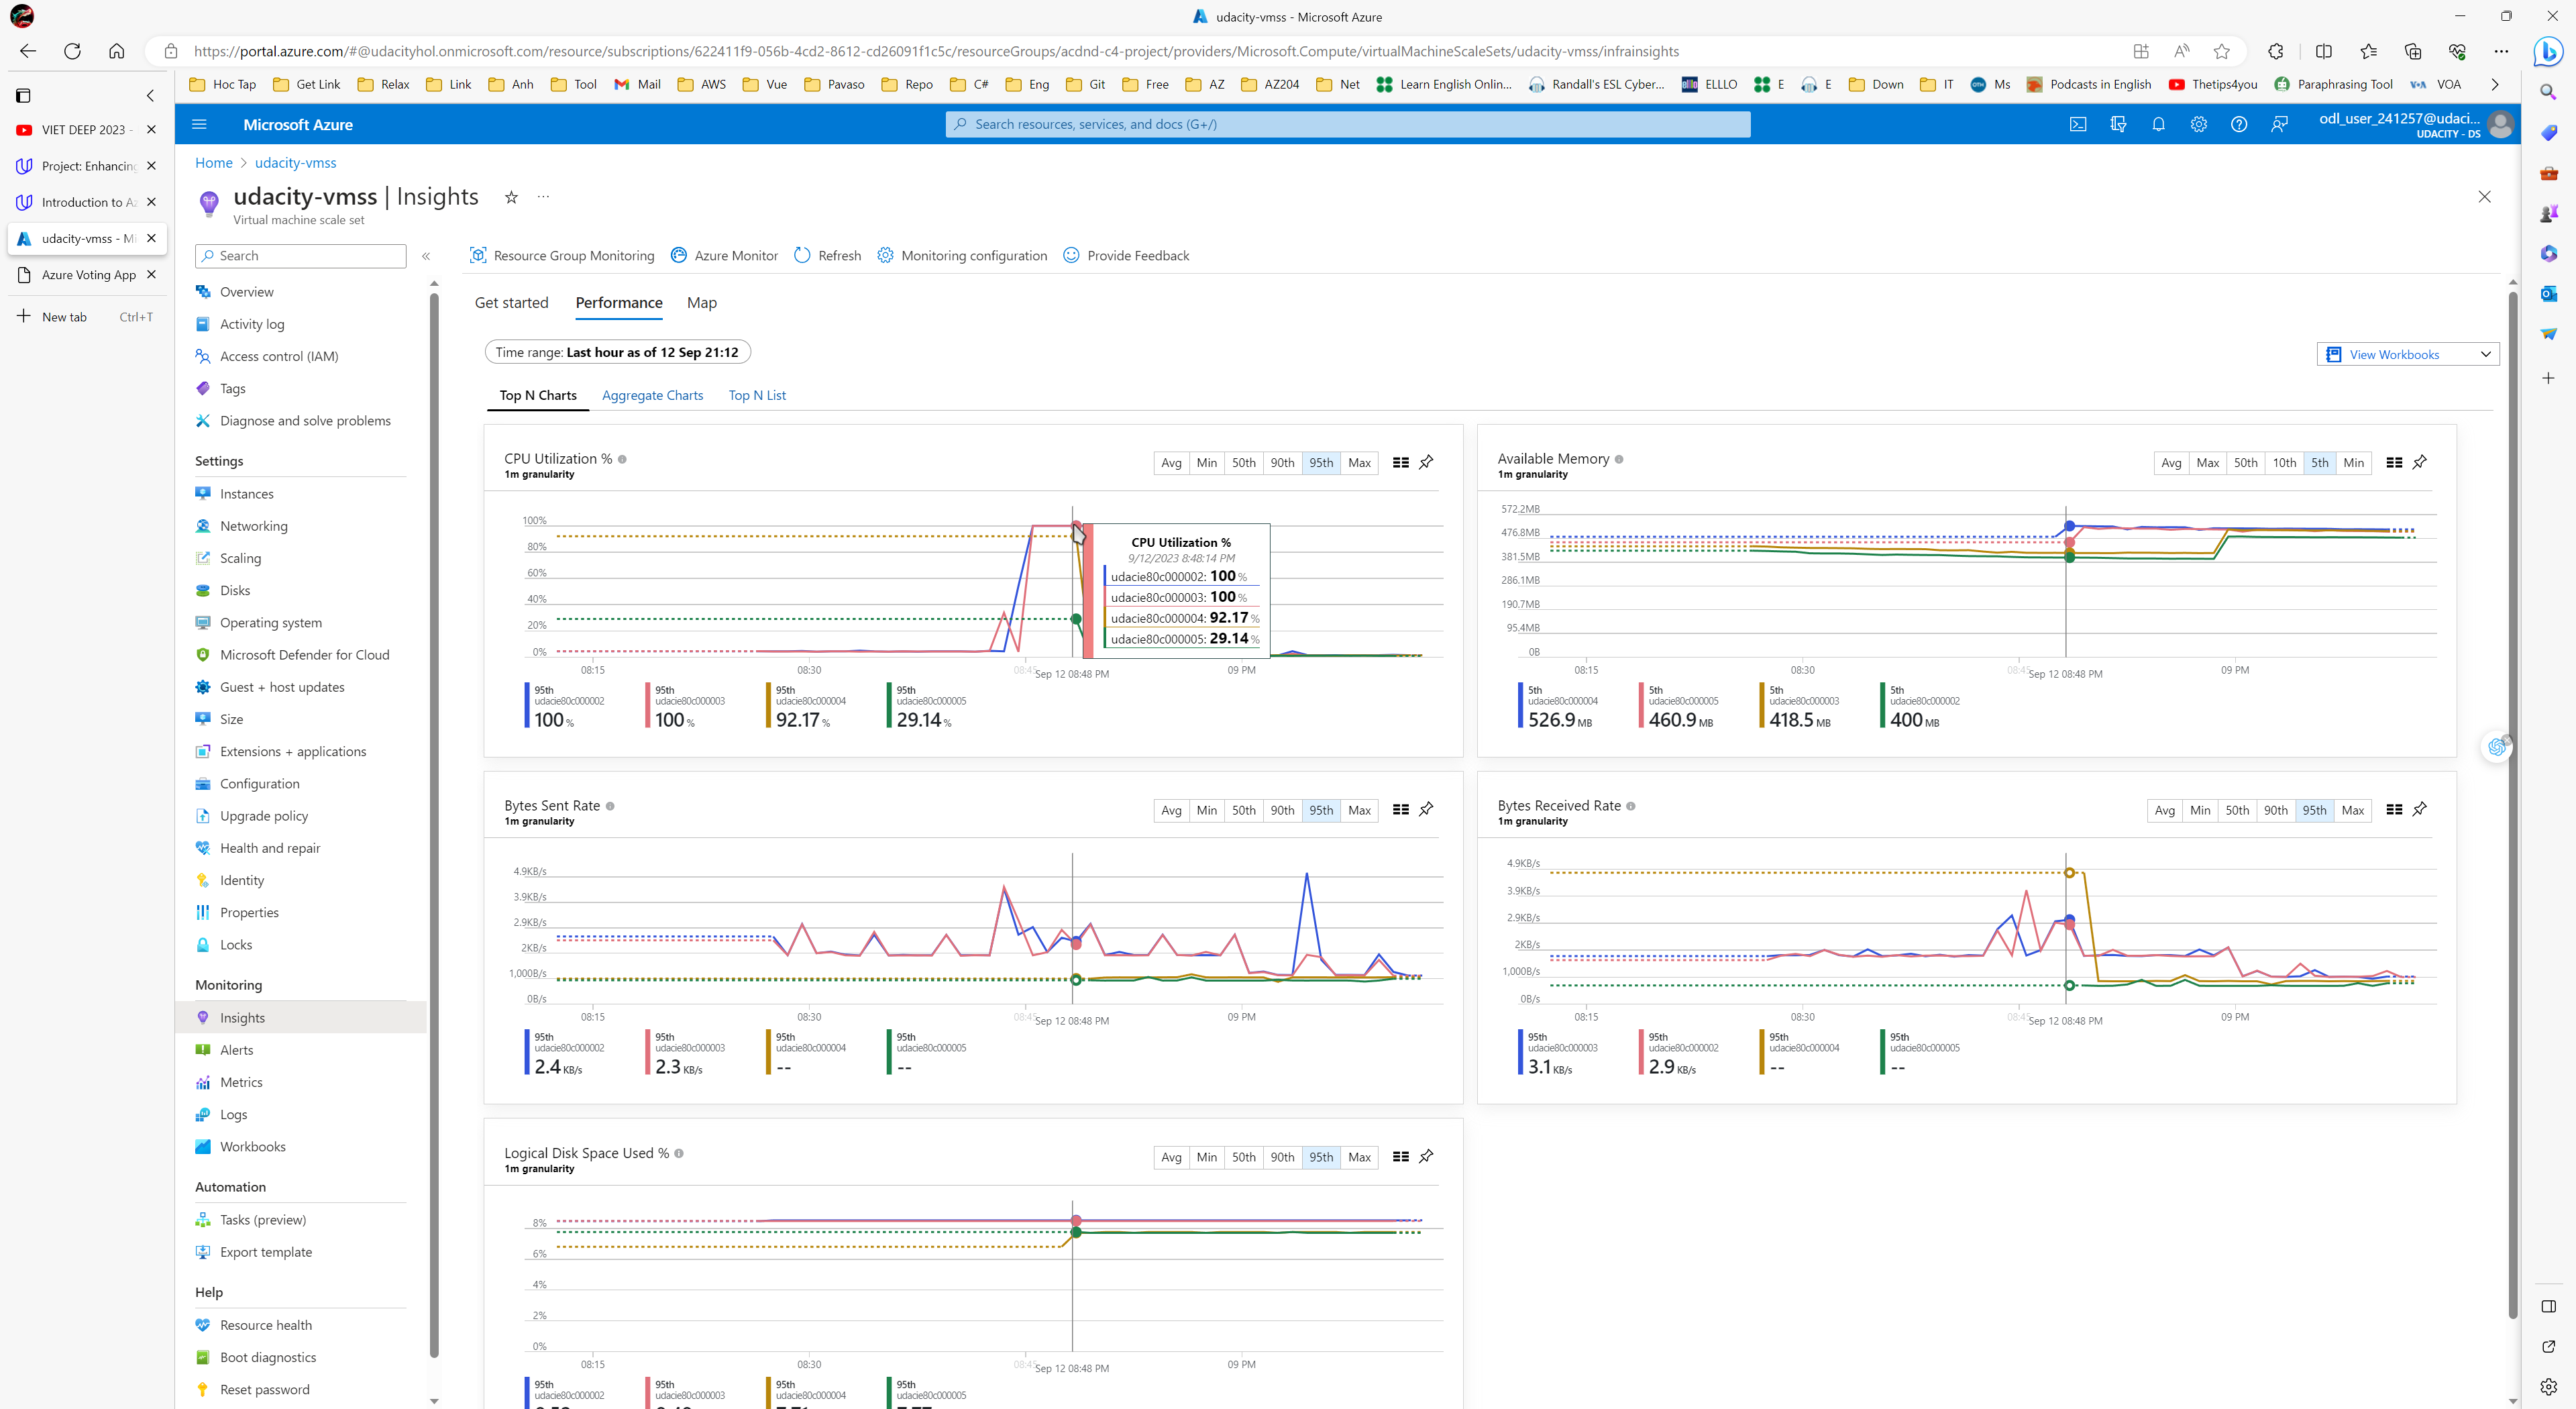 udacity-vmss - Microsoft Azure
https://portal.azure.com/#@udacityhol.onmicrosoft.com/resource/subscriptions/622411f9-056b-4cd2-8612-cd26091f1c5c/resourceGroups/acdnd-c4-project/providers/Microsoft.Compute/virtualMachineScaleSets/udacity-vmss/infrainsights
Hoc Tap Get Link Relax Link Anh Tool Mail AWS Vue Pavaso Repo C# Eng Git Free AZ AZ204 Net Learn English Onlin... Randall's ESL Cyber... ELLLO E E Down IT Ms Podcasts in English Thetips4you Paraphrasing Tool VOA
VIET DEEP 2023 -
Project: Enhancing
Introduction to Az
udacity-vmss - Mi
Azure Voting App
New tab Ctrl+T
Microsoft Azure
Search resources, services, and docs (G+/)
odl_user_241257@udaci...
UDACITY - DS
Home > udacity-vmss
udacity-vmss | Insights
Virtual machine scale set
Search
Resource Group Monitoring Azure Monitor Refresh Monitoring configuration Provide Feedback
Overview
Activity log
Access control (IAM)
Tags
Diagnose and solve problems
Settings
Instances
Networking
Scaling
Disks
Operating system
Microsoft Defender for Cloud
Guest + host updates
Size
Extensions + applications
Configuration
Upgrade policy
Health and repair
Identity
Properties
Locks
Monitoring
Insights
Alerts
Metrics
Logs
Workbooks
Automation
Tasks (preview)
Export template
Help
Resource health
Boot diagnostics
Reset password
Get started Performance Map
Time range: Last hour as of 12 Sep 21:12
View Workbooks
Top N Charts Aggregate Charts Top N List
CPU Utilization %
1m granularity
Avg Min 50th 90th 95th Max
100%
80%
60%
40%
20%
0%
08:15 08:30 08:45 Sep 12 08:48 PM 09 PM
CPU Utilization %
9/12/2023 8:48:14 PM
udacie80c000002: 100 %
udacie80c000003: 100 %
udacie80c000004: 92.17 %
udacie80c000005: 29.14 %
95th 95th 95th 95th
udacie80c000002 udacie80c000003 udacie80c000004 udacie80c000005
100 % 100 % 92.17 % 29.14 %
Available Memory
1m granularity
Avg Max 50th 10th 5th Min
572.2MB
476.8MB
381.5MB
286.1MB
190.7MB
95.4MB
0B
08:15 08:30 08:45 Sep 12 08:48 PM 09 PM
5th 5th 5th 5th
udacie80c000004 udacie80c000005 udacie80c000003 udacie80c000002
526.9 MB 460.9 MB 418.5 MB 400 MB
Bytes Sent Rate
1m granularity
Avg Min 50th 90th 95th Max
4.9KB/s
3.9KB/s
2.9KB/s
2KB/s
1,000B/s
0B/s
08:15 08:30 08:45 Sep 12 08:48 PM 09 PM
95th 95th 95th 95th
udacie80c000002 udacie80c000003 udacie80c000004 udacie80c000005
2.4 KB/s 2.3 KB/s -- --
Bytes Received Rate
1m granularity
Avg Min 50th 90th 95th Max
4.9KB/s
3.9KB/s
2.9KB/s
2KB/s
1,000B/s
0B/s
08:15 08:30 08:45 Sep 12 08:48 PM 09 PM
95th 95th 95th 95th
udacie80c000003 udacie80c000002 udacie80c000004 udacie80c000005
3.1 KB/s 2.9 KB/s -- --
Logical Disk Space Used %
1m granularity
Avg Min 50th 90th 95th Max
8%
6%
4%
2%
0%
08:15 08:30 08:45 Sep 12 08:48 PM 09 PM
95th 95th 95th 95th
udacie80c000002 udacie80c000003 udacie80c000004 udacie80c000005